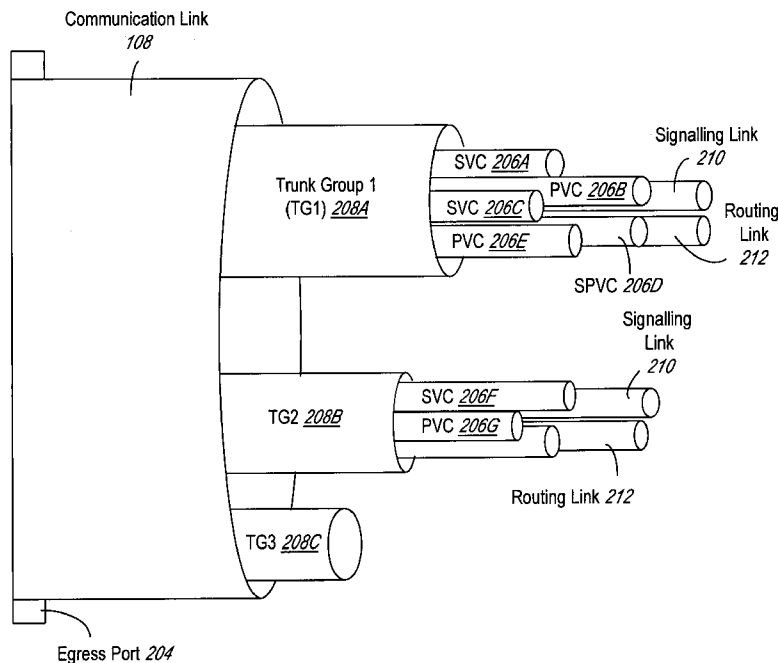 Communication Link
108
Trunk Group 1
(TG1) 208A
SVC 206A
PVC 206B
SVC 206C
PVC 206E
Signalling Link
210
Routing
Link
212
SPVC 206D
Signalling
Link
210
TG2 208B
SVC 206F
PVC 206G
Routing Link 212
TG3 208C
Egress Port 204